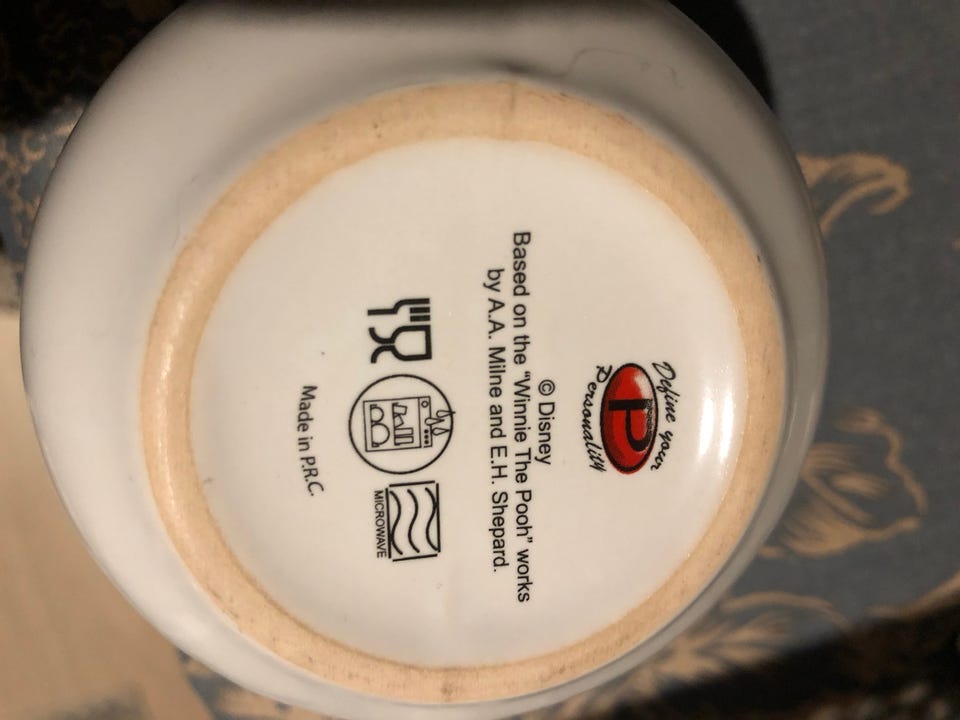 Define your
P
Personality
© Disney
Based on the “Winnie The Pooh” works
by A.A. Milne and E.H. Shepard.
MICROWAVE
Made in P.R.C.